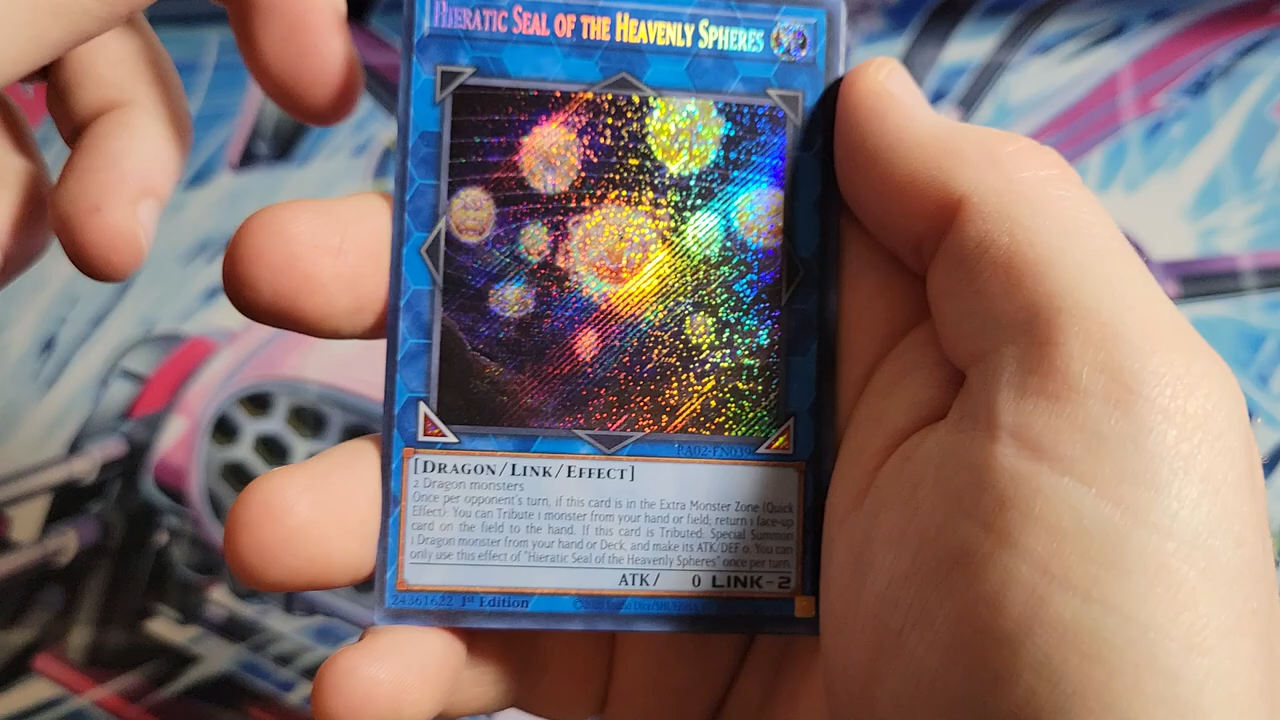 HIERATIC SEAL OF THE HEAVENLY SPHERES
RA02-EN039
[DRAGON/LINK/EFFECT]
2 Dragon monsters
Once per opponent's turn, if this card is in the Extra Monster Zone (Quick
Effect): You can Tribute 1 monster from your hand or field; return 1 face-up
card on the field to the hand. If this card is Tributed: Special Summon
1 Dragon monster from your hand or Deck, and make its ATK/DEF 0. You can
only use this effect of "Hieratic Seal of the Heavenly Spheres" once per turn.
ATK/ 0 LINK-2
24361622 1st Edition ©2020 Studio Dice/SHUEISHA